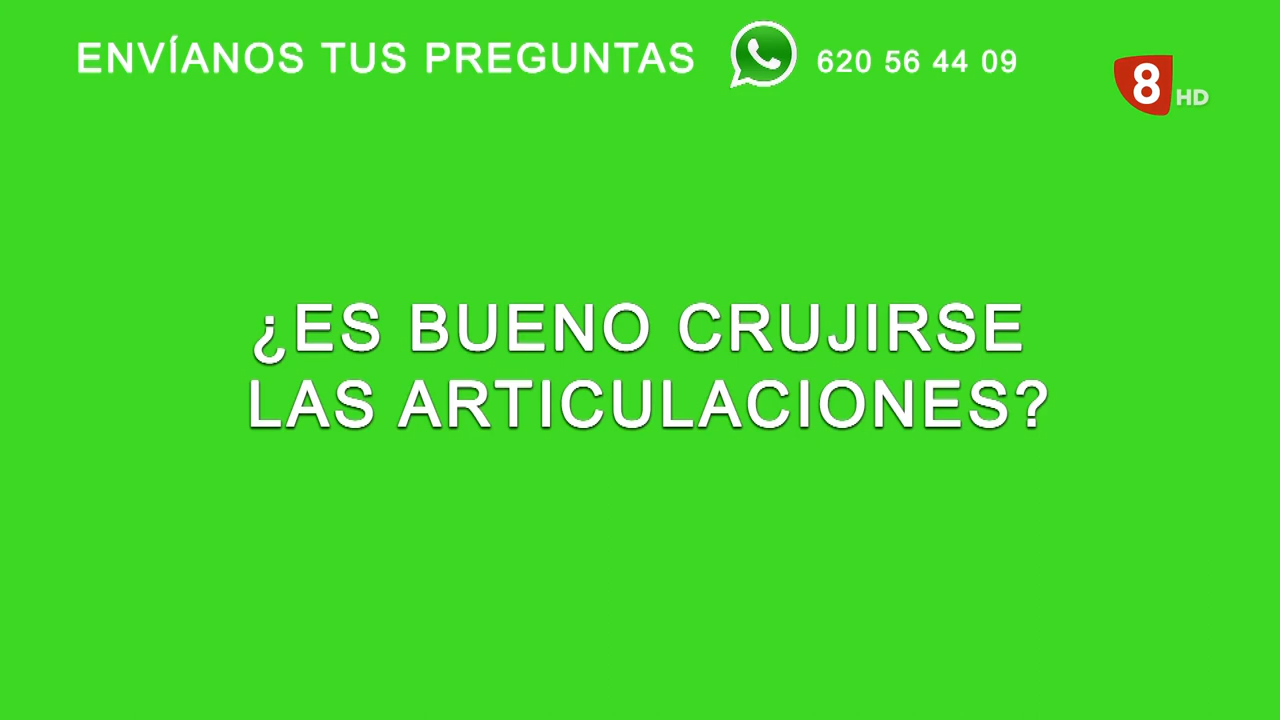 ENVÍANOS TUS PREGUNTAS 620 56 44 09
8 HD
¿ES BUENO CRUJIRSE
LAS ARTICULACIONES?